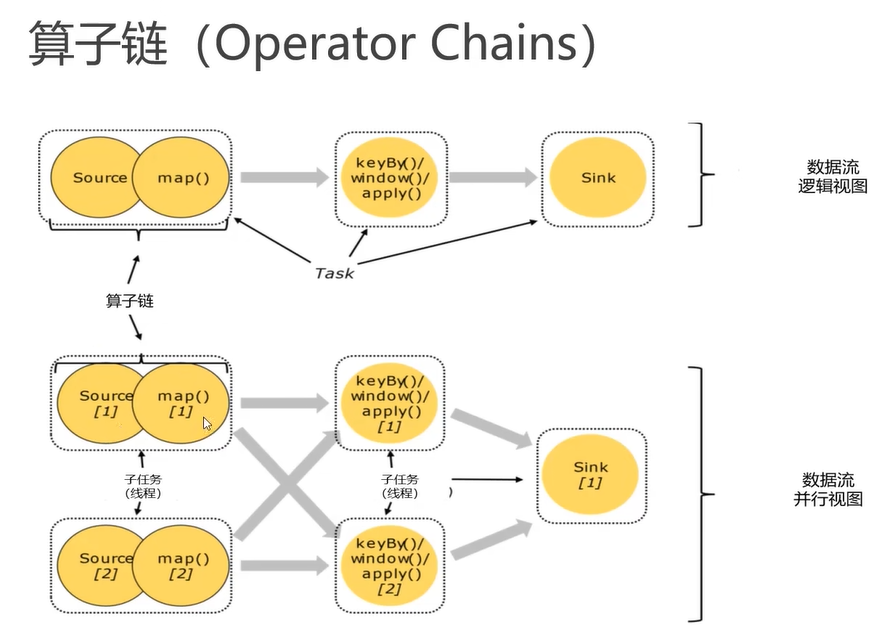 算子链（Operator Chains）
Source
map()
keyBy()/
window()/
apply()
Sink
数据流
逻辑视图
Task
算子链
Source
[1]
map()
[1]
keyBy()/
window()/
apply()
[1]
子任务
（线程）
子任务
（线程）
)
Sink
[1]
数据流
并行视图
Source
[2]
map()
[2]
keyBy()/
window()/
apply()
[2]